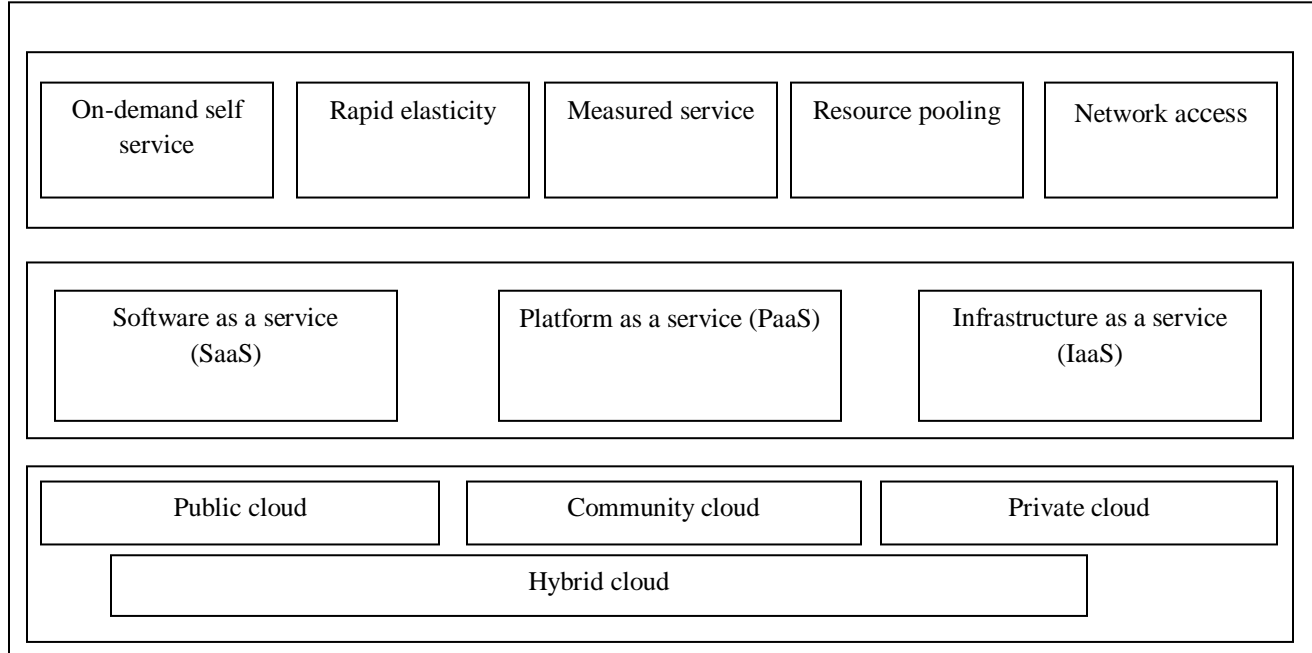 On-demand self
service
Rapid elasticity
Measured service
Resource pooling
Network access
Software as a service
(SaaS)
Platform as a service (PaaS)
Infrastructure as a service
(IaaS)
Public cloud
Community cloud
Private cloud
Hybrid cloud